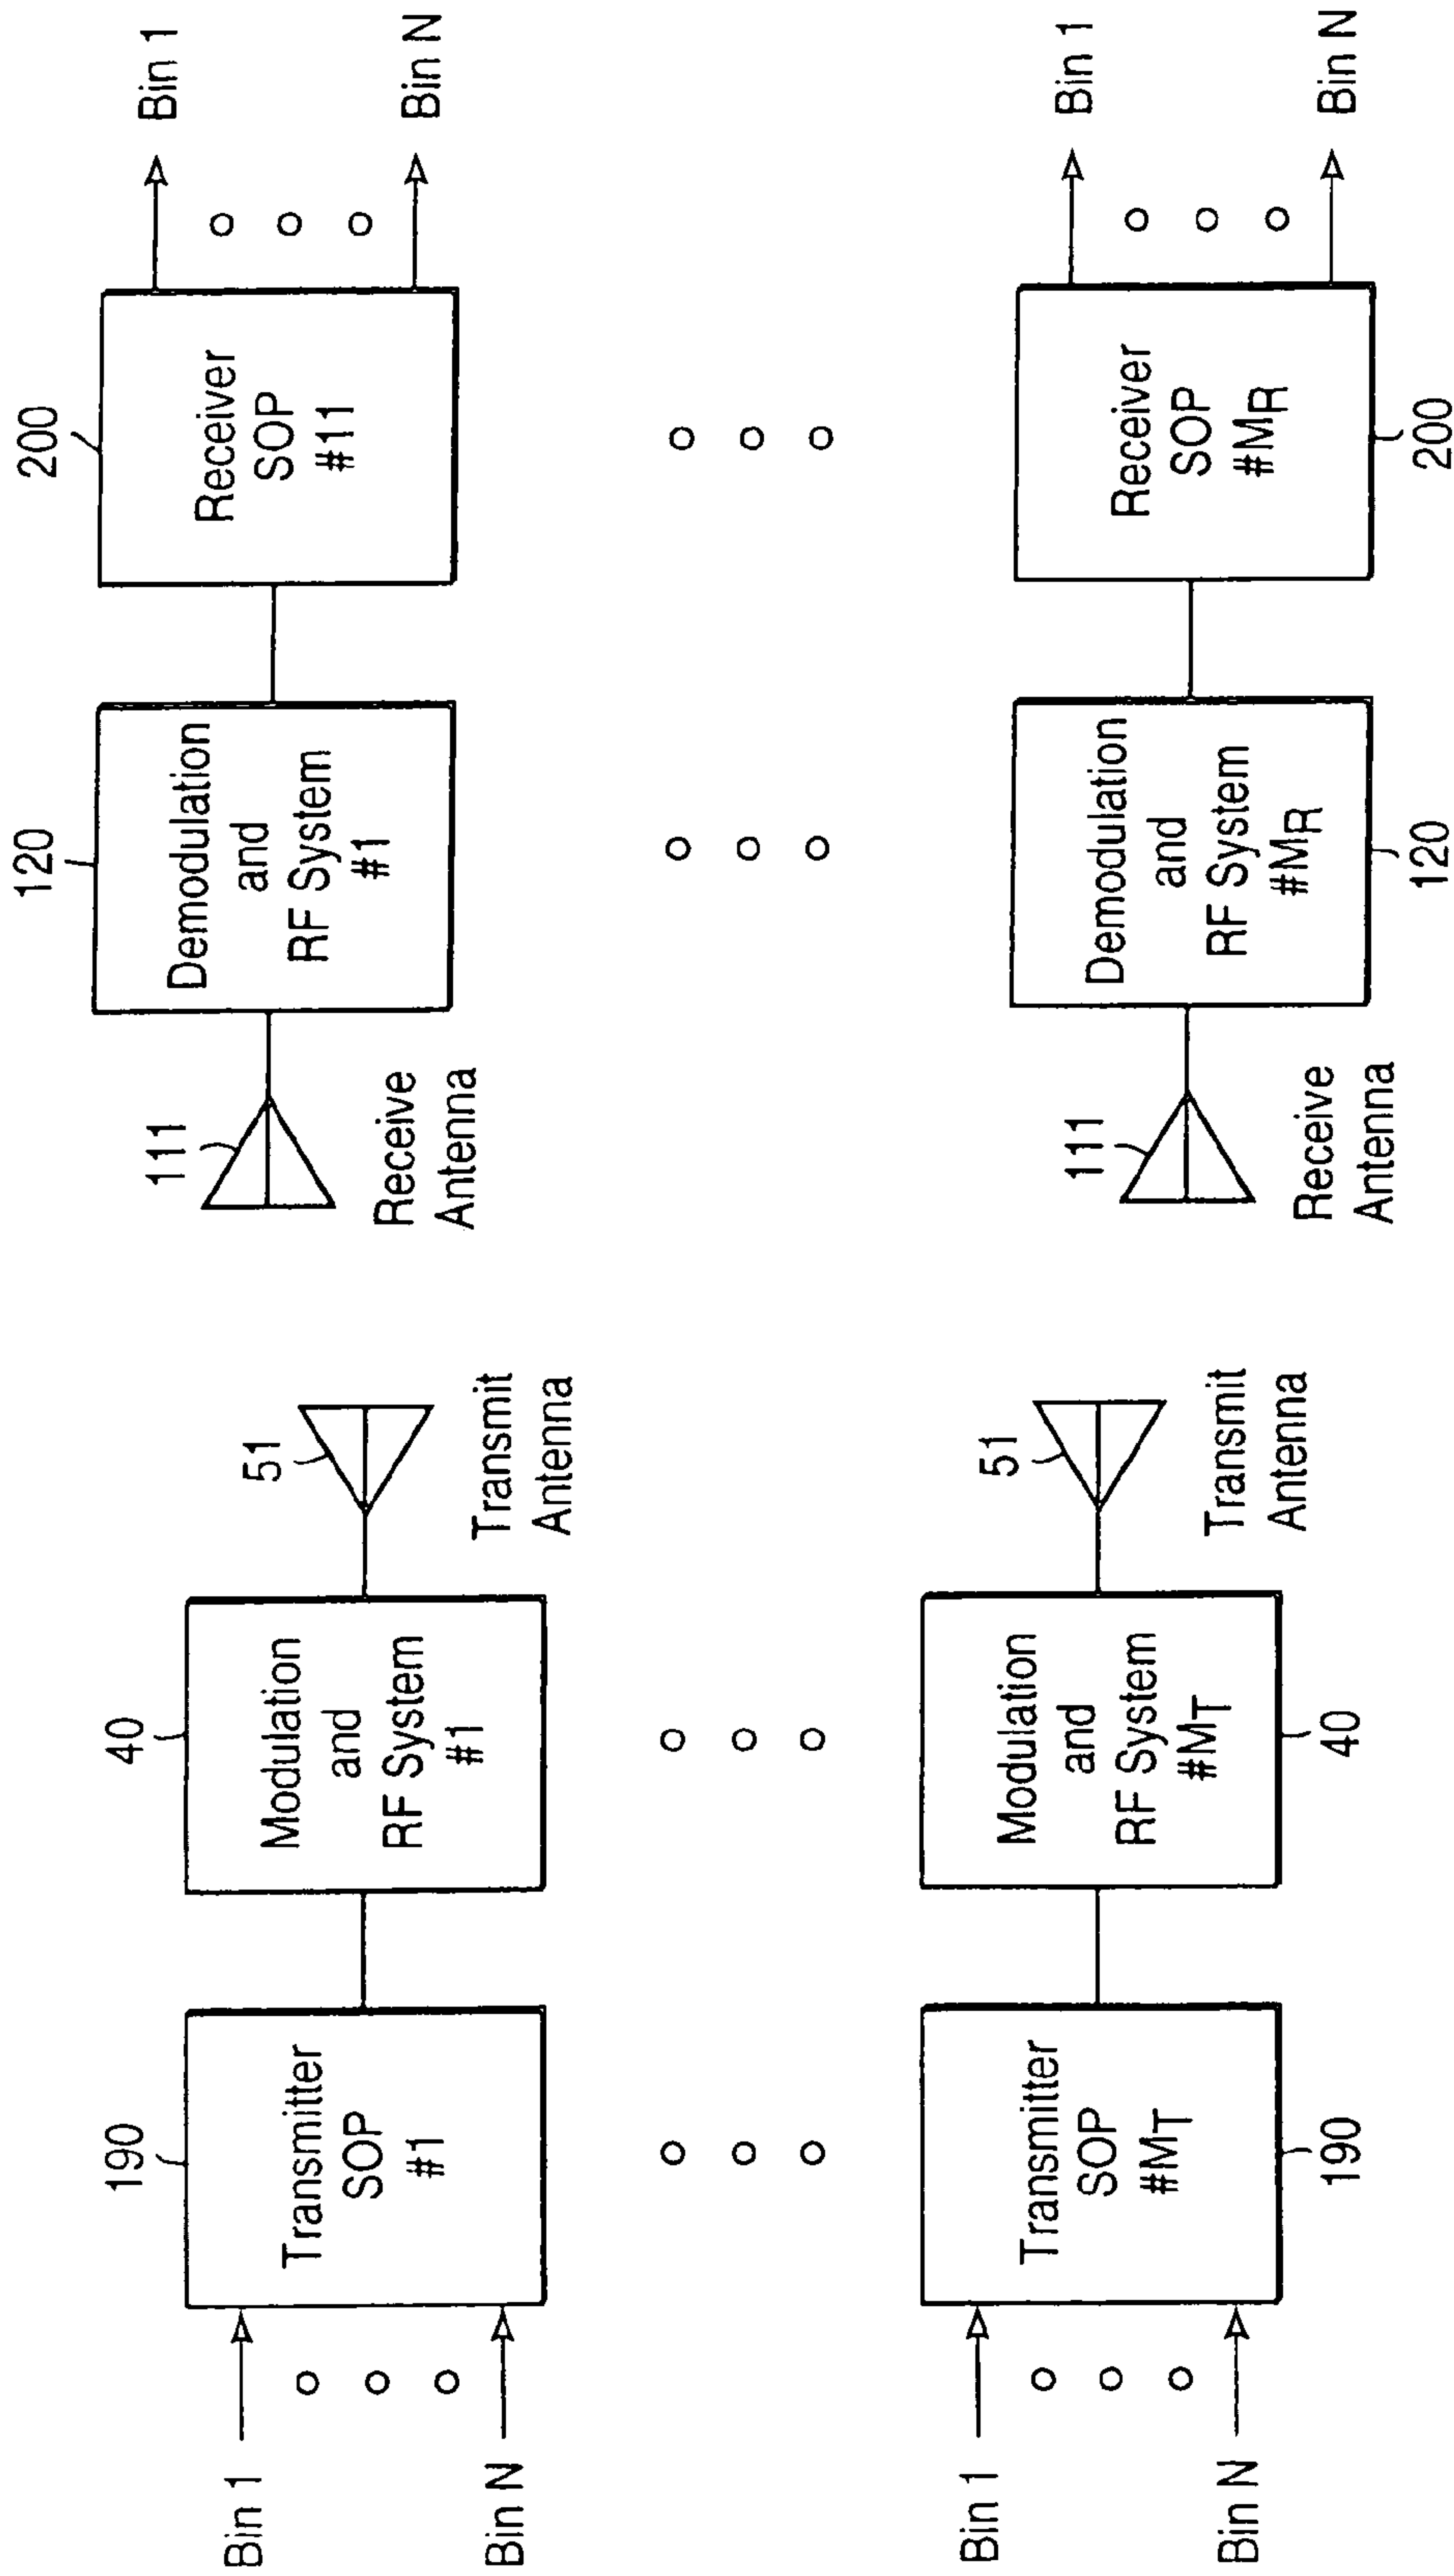 Bin 1
Bin N
190
Transmitter
SOP
#1
40
Modulation
and
RF System
#1
51
Transmit
Antenna
111
Receive
Antenna
120
Demodulation
and
RF System
#1
200
Receiver
SOP
#11
Bin 1
Bin N
Bin 1
Bin N
Transmitter
SOP
#MT
190
Modulation
and
RF System
#MT
40
51
Transmit
Antenna
111
Receive
Antenna
Demodulation
and
RF System
#MR
120
Receiver
SOP
#MR
200
Bin 1
Bin N